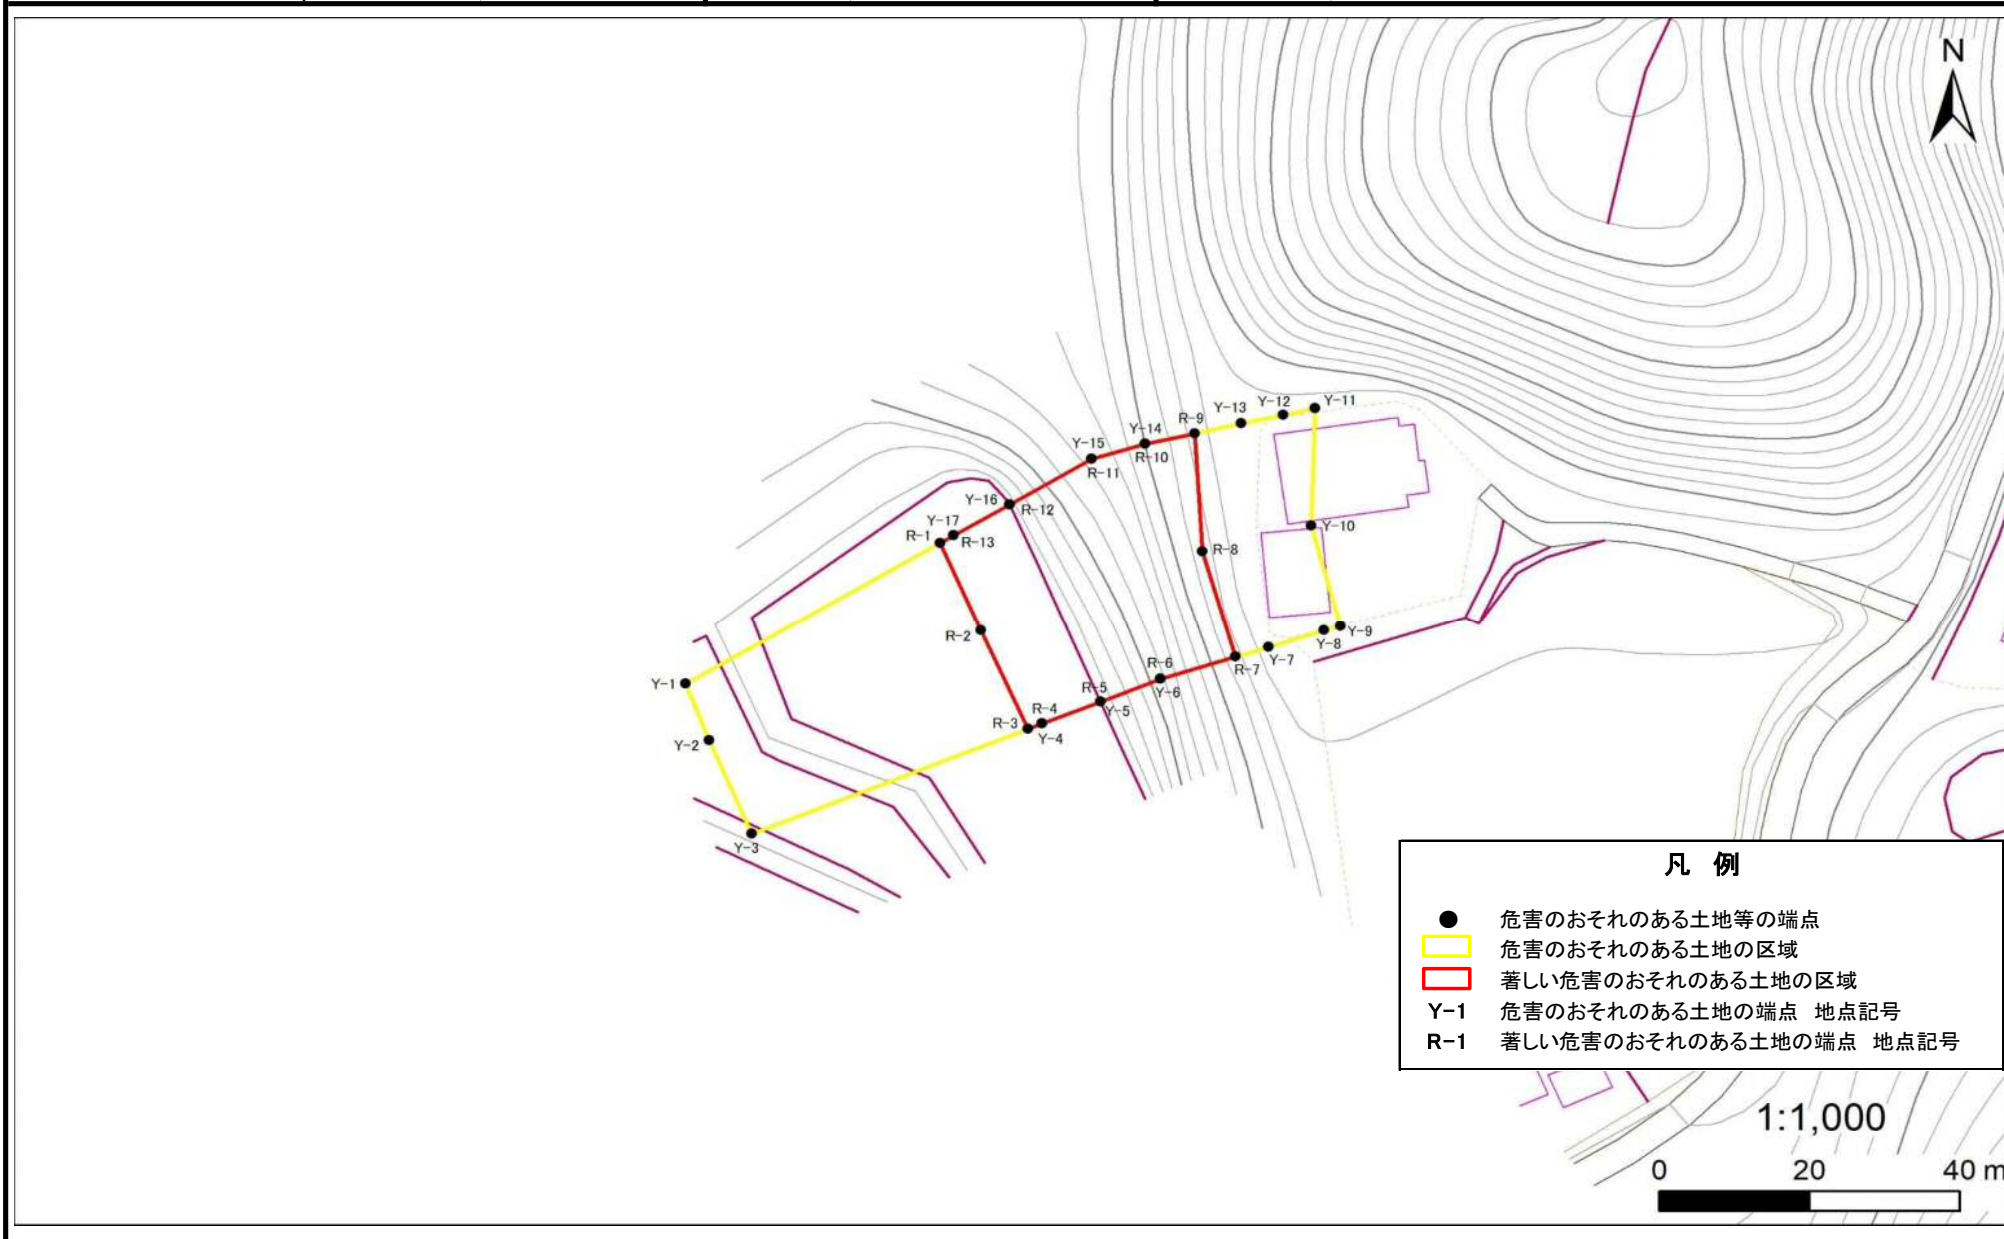 N
Y-11
Y-12
Y-13
R-9
Y-14
R-10
Y-15
R-11
Y-16
R-12
Y-17
R-1
R-13
Y-10
R-8
R-2
Y-9
Y-8
Y-7
R-7
R-6
Y-6
Y-1
R-5
Y-5
R-4
R-3
Y-4
Y-2
Y-3
凡 例
危害のおそれのある土地等の端点
危害のおそれのある土地の区域
著しい危害のおそれのある土地の区域
Y-1 危害のおそれのある土地の端点 地点記号
R-1 著しい危害のおそれのある土地の端点 地点記号
1:1,000
0 20 40 m